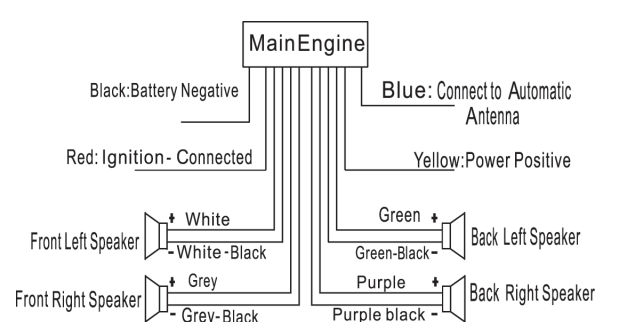 MainEngine
Black:Battery Negative
Blue: Connect to Automatic
Antenna
Red: Ignition- Connected
Yellow:Power Positive
+ White
Green +
Front Left Speaker
Back Left Speaker
- White-Black
Green-Black-
+ Grey
Purple +
Front Right Speaker
Back Right Speaker
- Grey-Black
Purple black -